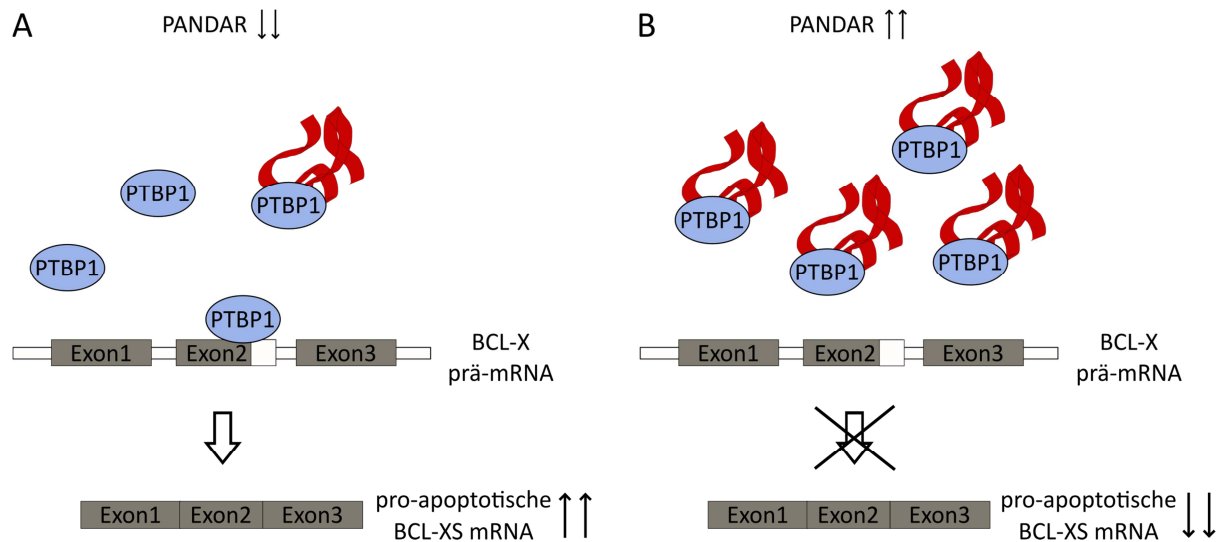 A
PANDAR ↓↓
PTBP1
PTBP1
PTBP1
PTBP1
Exon1 Exon2 Exon3
BCL-X
prä-mRNA
Exon1 Exon2 Exon3
pro-apoptotische ↑↑
BCL-XS mRNA
B
PANDAR ↑↑
PTBP1
PTBP1
PTBP1
PTBP1
Exon1 Exon2 Exon3
BCL-X
prä-mRNA
Exon1 Exon2 Exon3
pro-apoptotische ↓↓
BCL-XS mRNA